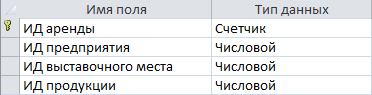 Имя поля Тип данных
ИД аренды Счетчик
ИД предприятия Числовой
ИД выставочного места Числовой
ИД продукции Числовой